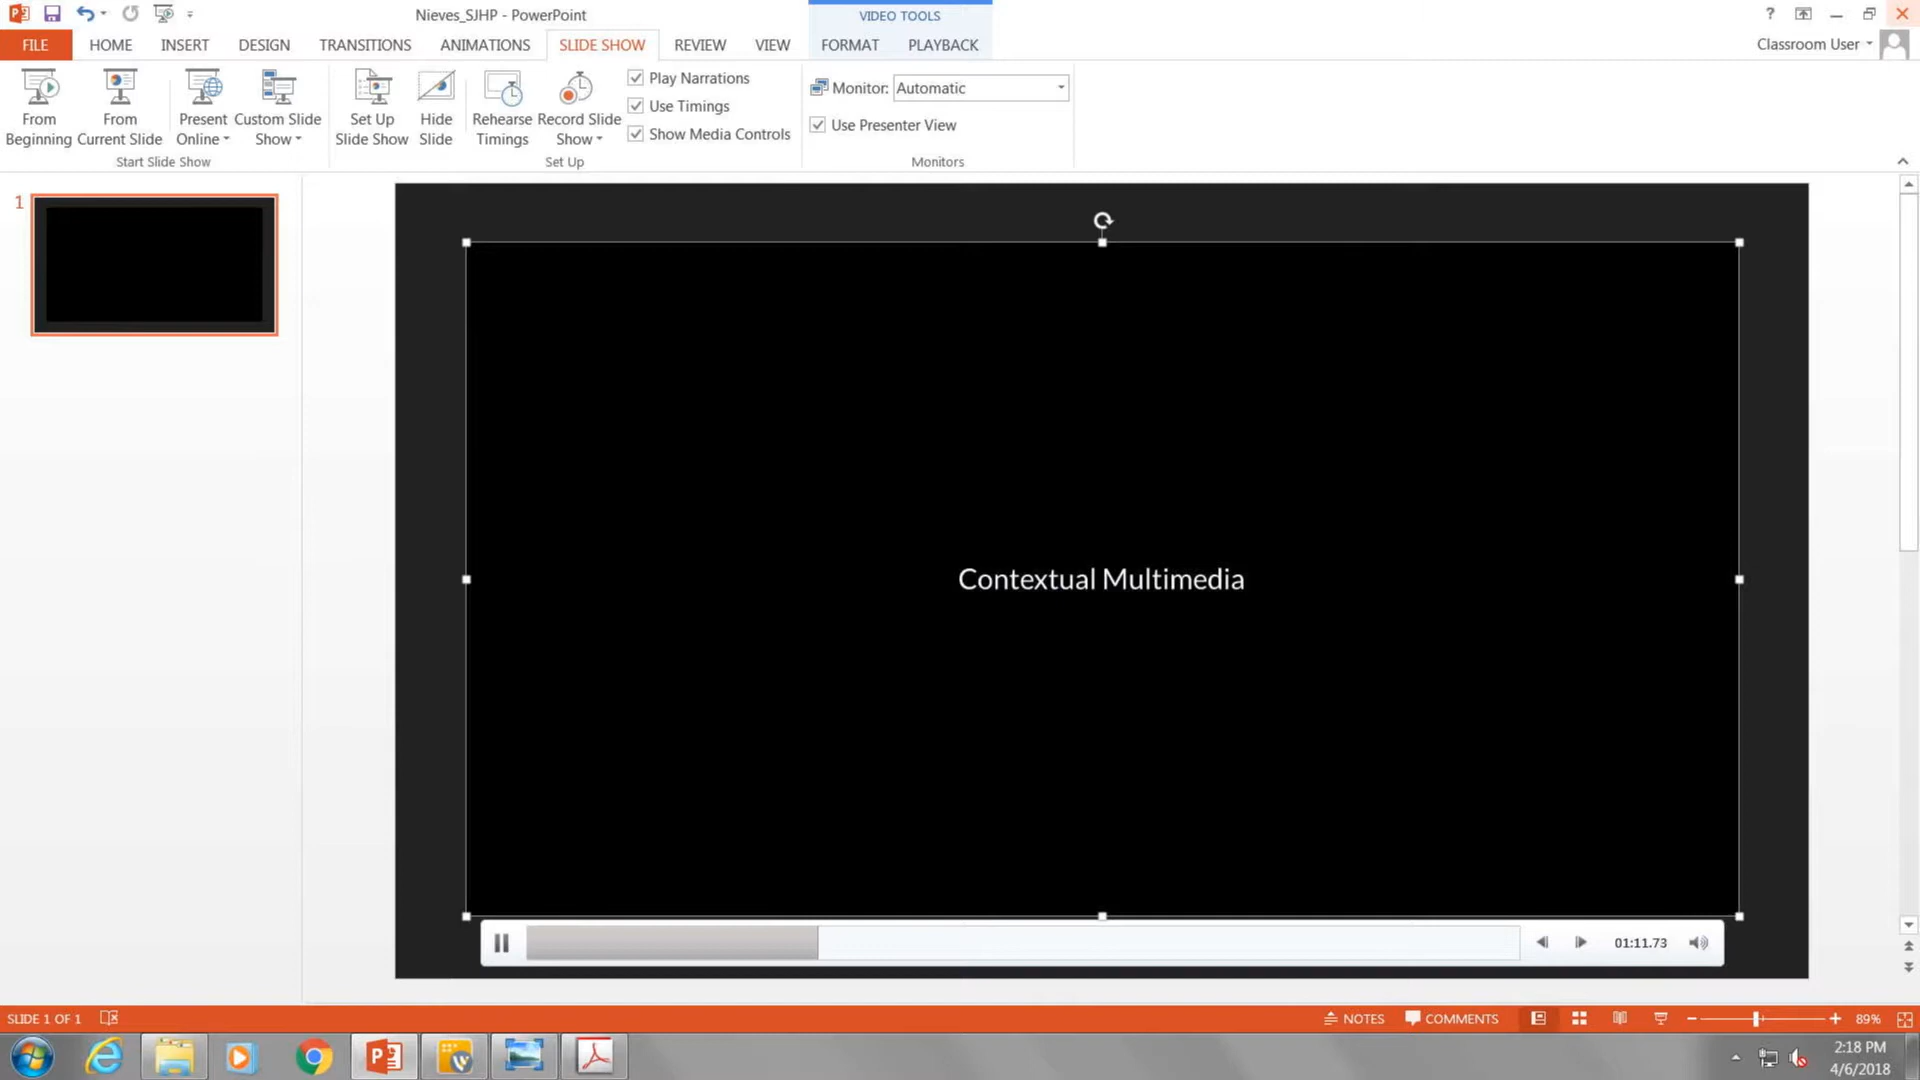 Nieves_SJHP - PowerPoint
VIDEO TOOLS
?
FILE
HOME
INSERT
DESIGN
TRANSITIONS
ANIMATIONS
SLIDE SHOW
REVIEW
VIEW
FORMAT
PLAYBACK
Classroom User
From
Beginning
From
Current Slide
Present
Online
Custom Slide
Show
Start Slide Show
Set Up
Slide Show
Hide
Slide
Rehearse
Timings
Record Slide
Show
Play Narrations
Use Timings
Show Media Controls
Set Up
Monitor:
Automatic
Use Presenter View
Monitors
1
Contextual Multimedia
01:11.73
SLIDE 1 OF 1
NOTES
COMMENTS
89%
2:18 PM
4/6/2018